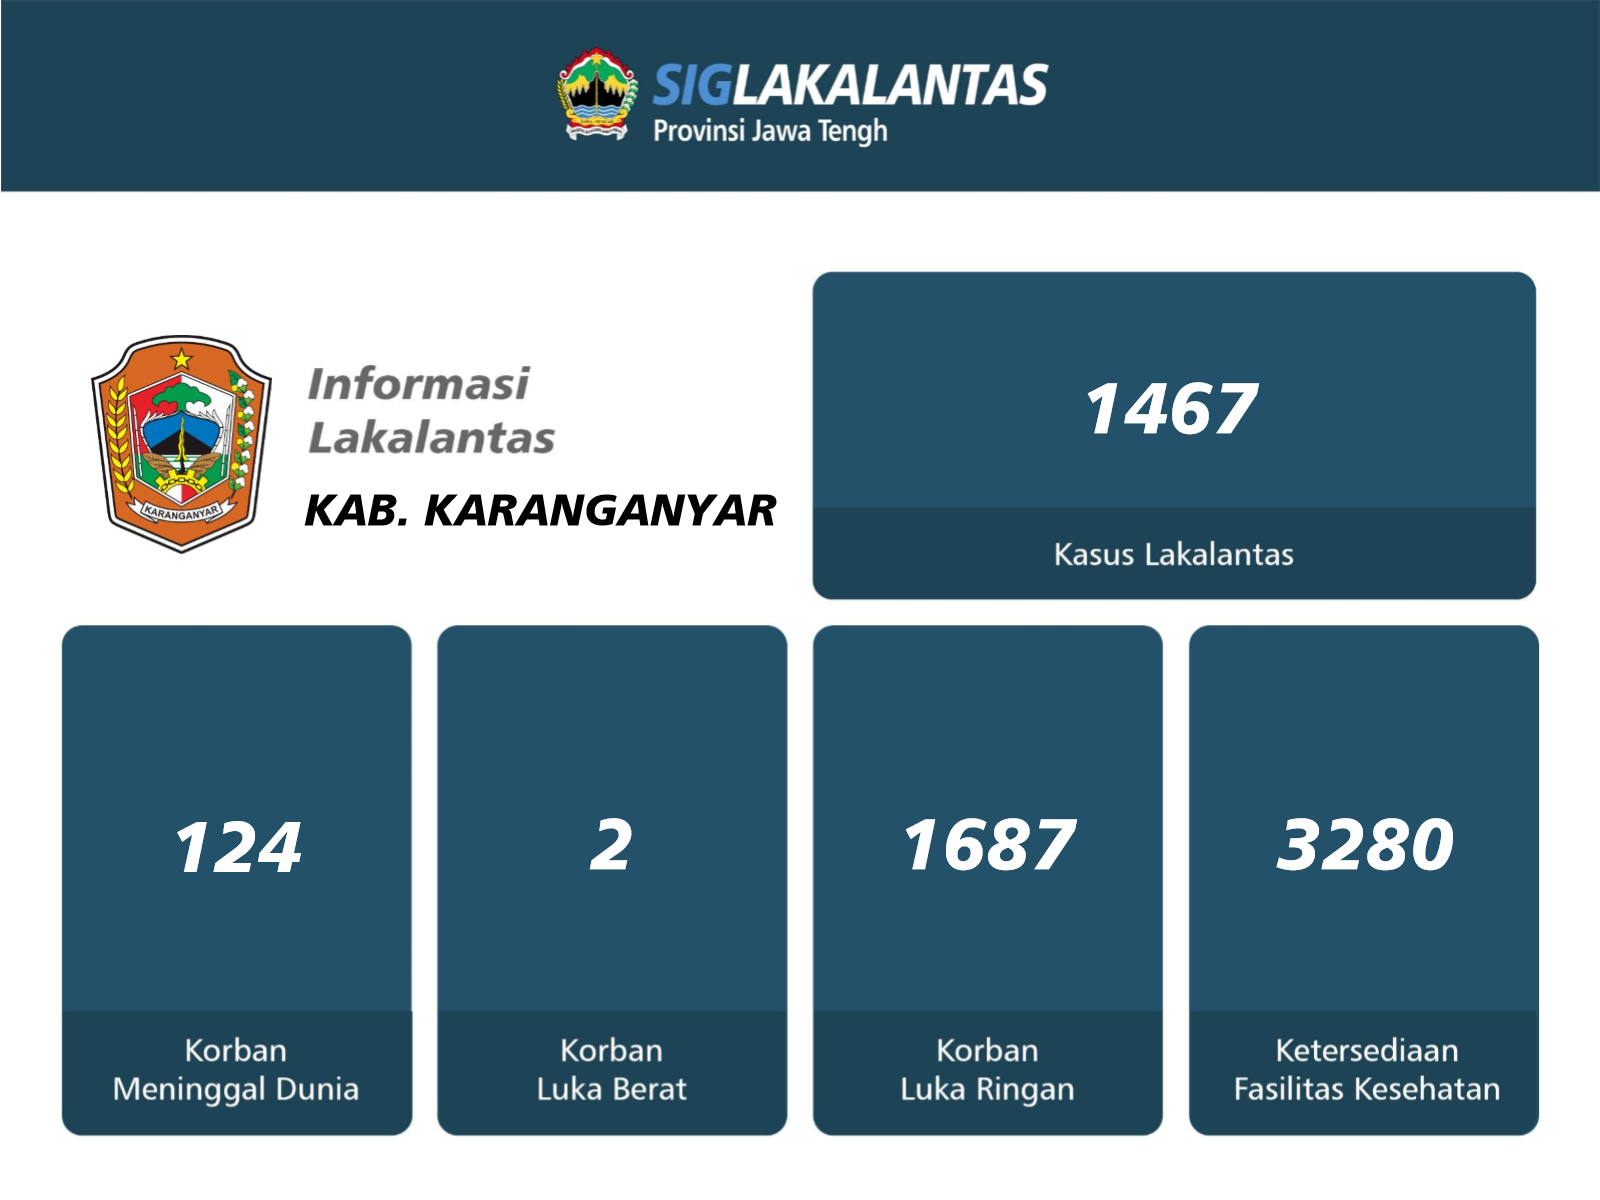 SIGLAKALANTAS
Provinsi Jawa Tengh
Informasi
Lakalantas
KAB. KARANGANYAR
KARANGANYAR
1467
Kasus Lakalantas
124
Korban
Meninggal Dunia
2
Korban
Luka Berat
1687
Korban
Luka Ringan
3280
Ketersediaan
Fasilitas Kesehatan